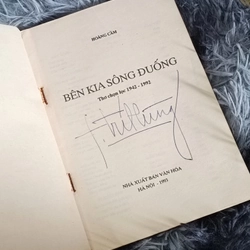 HOÀNG CẦM
BÊN KIA SÔNG ĐUỐNG
Thơ chọn lọc 1942 - 1992
NHÀ XUẤT BẢN VĂN HÓA
HÀ NỘI - 1993